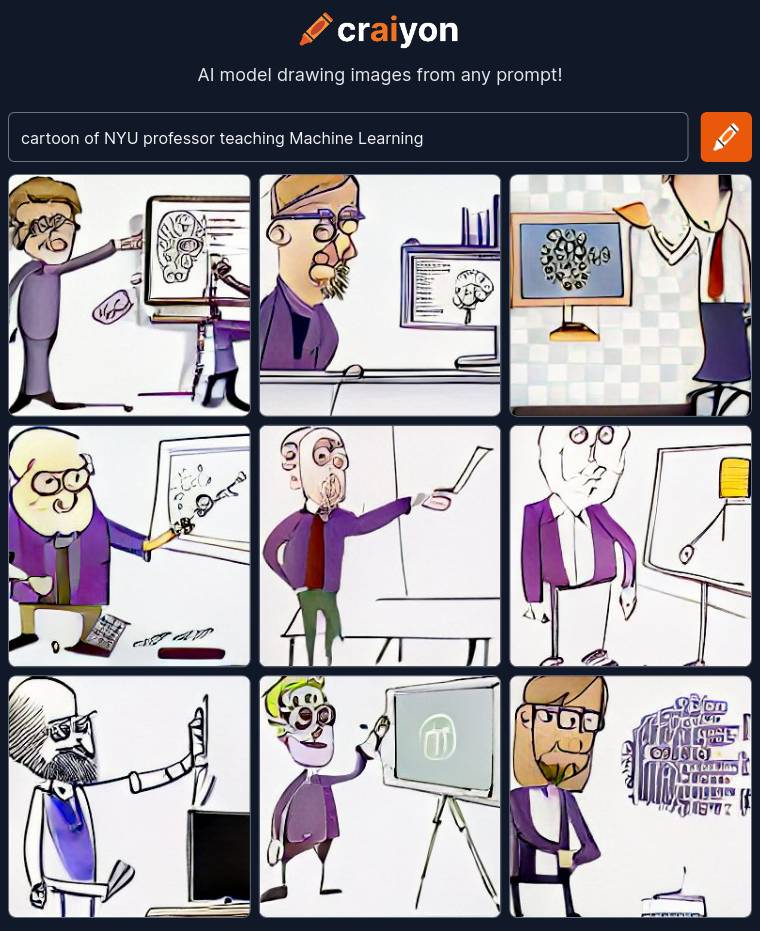 craiyon
AI model drawing images from any prompt!
cartoon of NYU professor teaching Machine Learning